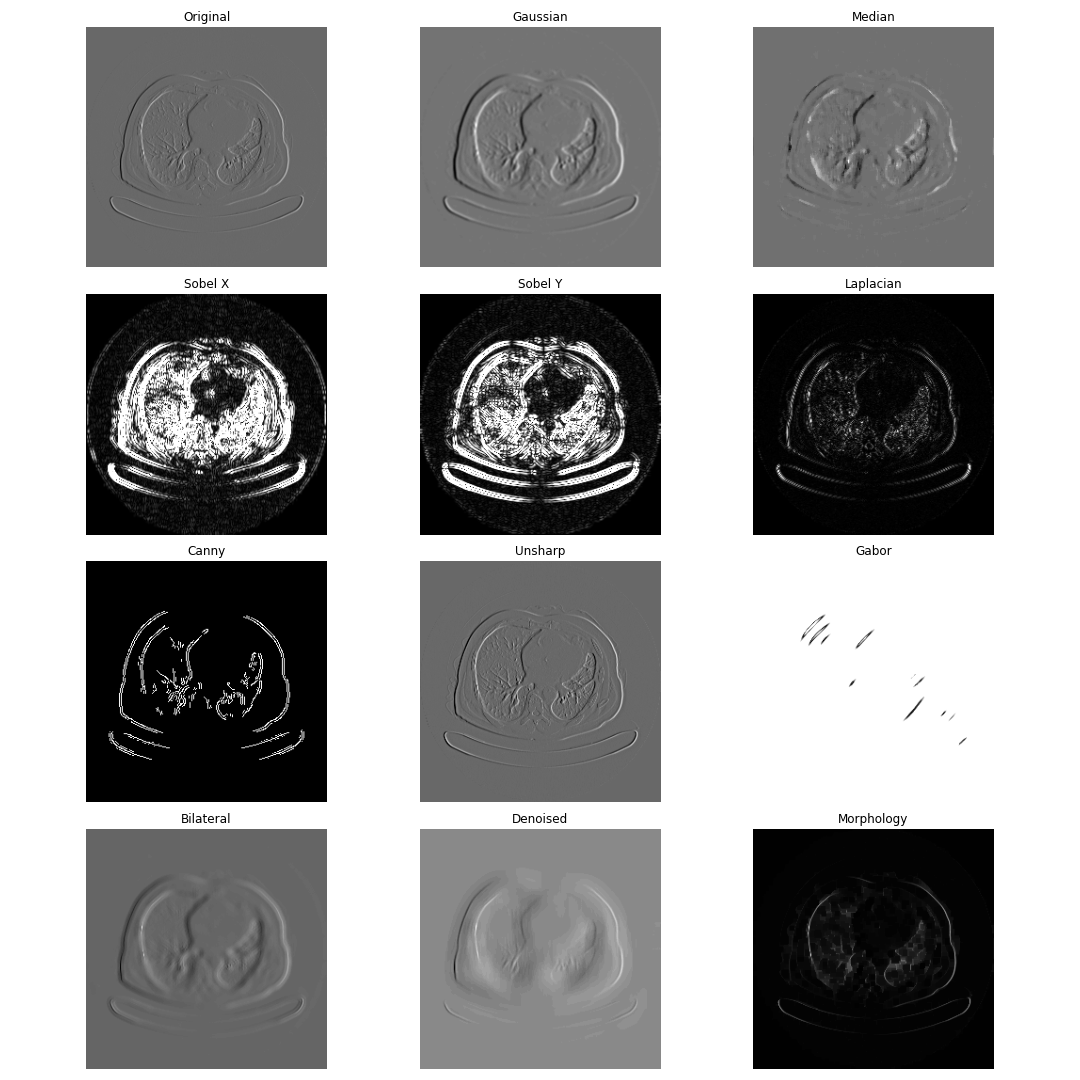 Original
Gaussian
Median
Sobel X
Sobel Y
Laplacian
Canny
Unsharp
Gabor
Bilateral
Denoised
Morphology